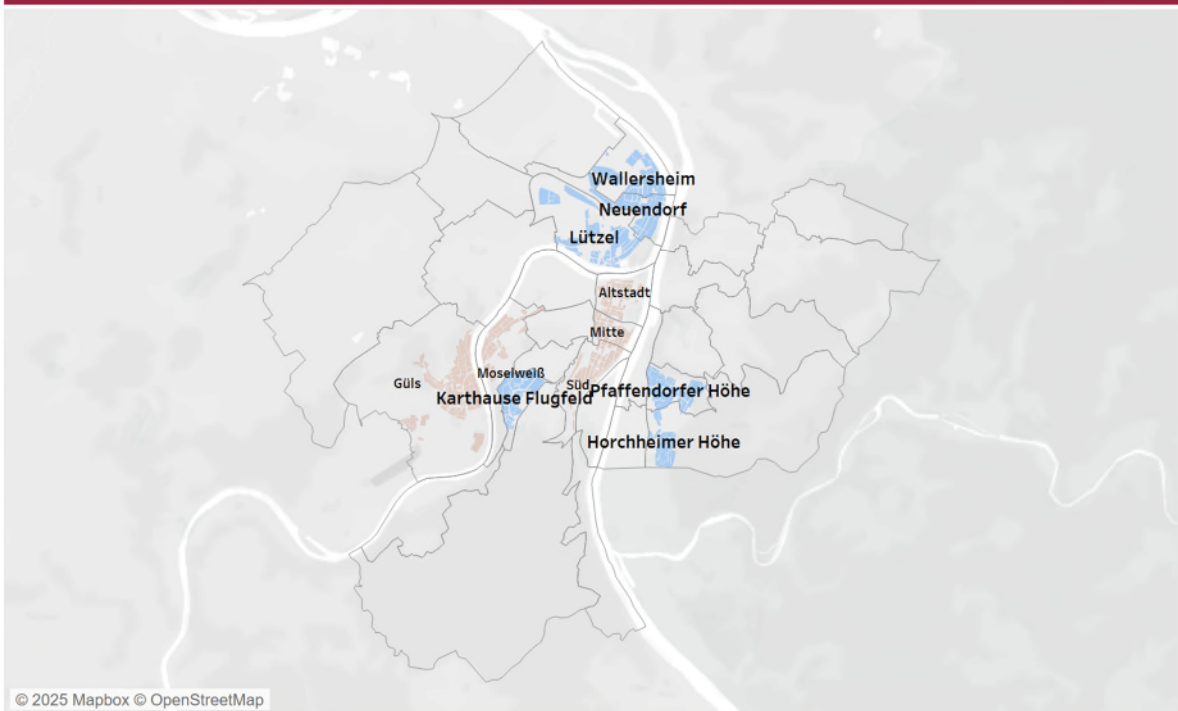 Wallersheim
Neuendorf
Lützel
Altstadt
Mitte
Moselweiß
Güls
Süd
Pfaffendorfer Höhe
Karthause Flugfeld
Horchheimer Höhe
© 2025 Mapbox © OpenStreetMap